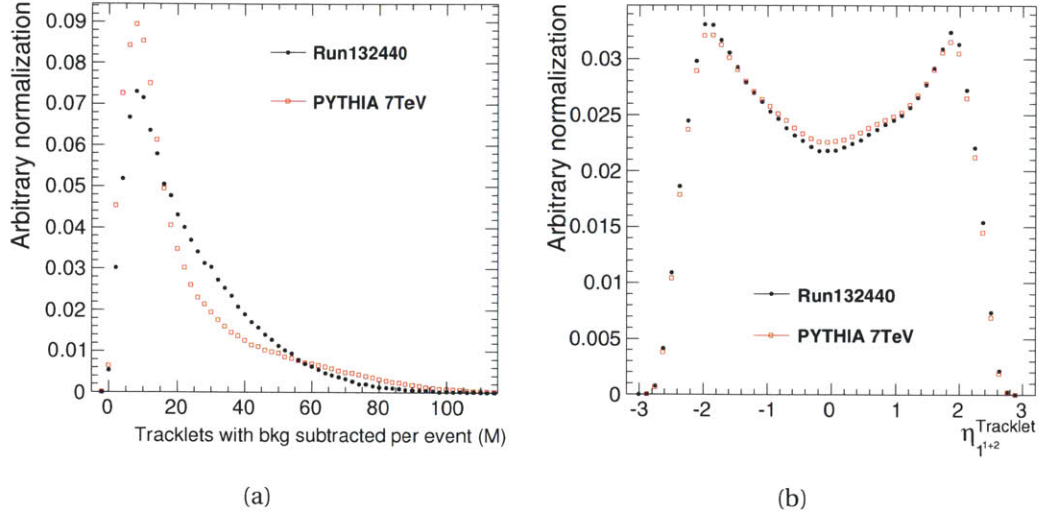 Arbitrary normalization
0.09
0.08
0.07
0.06
0.05
0.04
0.03
0.02
0.01
0
0 20 40 60 80 100
Run132440
PYTHIA 7TeV
Tracklets with bkg subtracted per event (M)
(a)
Arbitrary normalization
0.03
0.025
0.02
0.015
0.01
0.005
0
-3 -2 -1 0 1 2 3
Run132440
PYTHIA 7TeV
η Tracklet 1^{1+2}
(b)